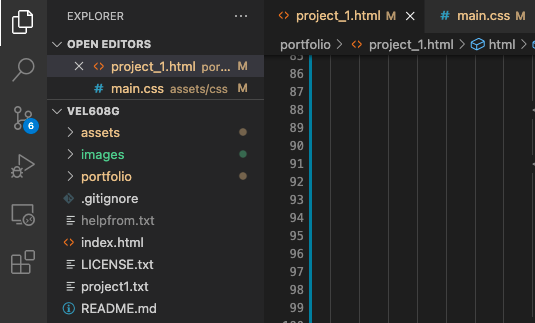 EXPLORER ···
OPEN EDITORS
project_1.html por... M
main.css assets/css M
VEL608G
assets
images
portfolio
.gitignore
helpfrom.txt
index.html
LICENSE.txt
project1.txt
README.md
6
project_1.html M
main.css M
portfolio > project_1.html > html >
85
86
87
88
89
90
91
92
93
94
95
96
97
98
99
100